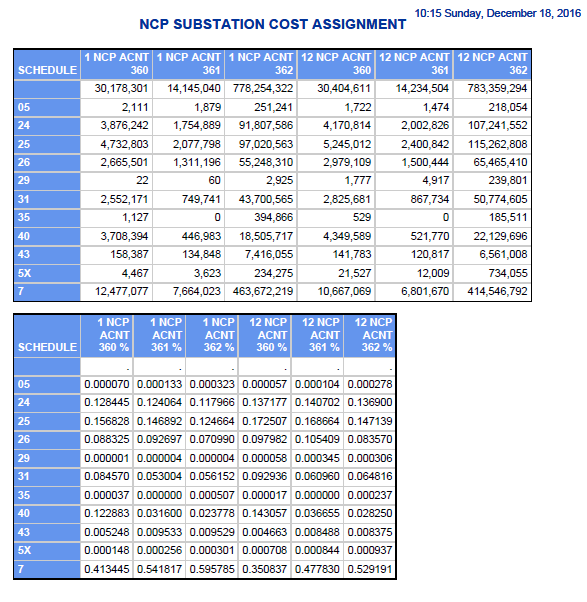 10:15 Sunday, December 18, 2016
NCP SUBSTATION COST ASSIGNMENT
SCHEDULE 1 NCP ACNT 360 1 NCP ACNT 361 1 NCP ACNT 362 12 NCP ACNT 360 12 NCP ACNT 361 12 NCP ACNT 362
30,178,301 14,145,040 778,254,322 30,404,611 14,234,504 783,359,294
05 2,111 1,879 251,241 1,722 1,474 218,054
24 3,876,242 1,754,889 91,807,586 4,170,814 2,002,826 107,241,552
25 4,732,803 2,077,798 97,020,563 5,245,012 2,400,842 115,262,808
26 2,665,501 1,311,196 55,248,310 2,979,109 1,500,444 65,465,410
29 22 60 2,925 1,777 4,917 239,801
31 2,552,171 749,741 43,700,565 2,825,681 867,734 50,774,605
35 1,127 0 394,866 529 0 185,511
40 3,708,394 446,983 18,505,717 4,349,589 521,770 22,129,696
43 158,387 134,848 7,416,055 141,783 120,817 6,561,008
5X 4,467 3,623 234,275 21,527 12,009 734,055
7 12,477,077 7,664,023 463,672,219 10,667,069 6,801,670 414,546,792
SCHEDULE 1 NCP ACNT 360 % 1 NCP ACNT 361 % 1 NCP ACNT 362 % 12 NCP ACNT 360 % 12 NCP ACNT 361 % 12 NCP ACNT 362 %
. . . . . .
05 0.000070 0.000133 0.000323 0.000057 0.000104 0.000278
24 0.128445 0.124064 0.117966 0.137177 0.140702 0.136900
25 0.156828 0.146892 0.124664 0.172507 0.168664 0.147139
26 0.088325 0.092697 0.070990 0.097982 0.105409 0.083570
29 0.000001 0.000004 0.000004 0.000058 0.000345 0.000306
31 0.084570 0.053004 0.056152 0.092936 0.060960 0.064816
35 0.000037 0.000000 0.000507 0.000017 0.000000 0.000237
40 0.122883 0.031600 0.023778 0.143057 0.036655 0.028250
43 0.005248 0.009533 0.009529 0.004663 0.008488 0.008375
5X 0.000148 0.000256 0.000301 0.000708 0.000844 0.000937
7 0.413445 0.541817 0.595785 0.350837 0.477830 0.529191